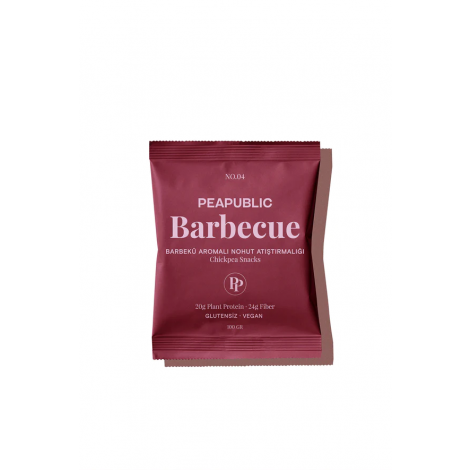 NO.04
PEAPUBLIC
Barbecue
BARBEKÜ AROMALI NOHUT ATIŞTIRMALIĞI
Chickpea Snacks
PP
20g Plant Protein · 24g Fiber
GLUTENSİZ · VEGAN
100 GR